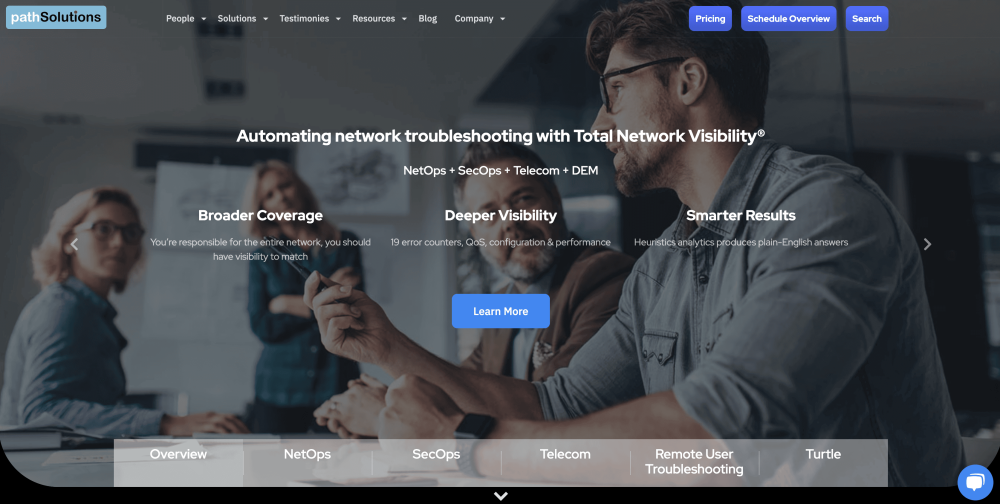 pathSolutions
People Solutions Testimonies Resources Blog Company Pricing Schedule Overview Search
Automating network troubleshooting with Total Network Visibility®
NetOps + SecOps + Telecom + DEM
Broader Coverage
You're responsible for the entire network, you should
have visibility to match
Deeper Visibility
19 error counters, QoS, configuration & performance
Smarter Results
Heuristics analytics produces plain-English answers
Learn More
Overview
NetOps
SecOps
Telecom
Remote User
Troubleshooting
Turtle